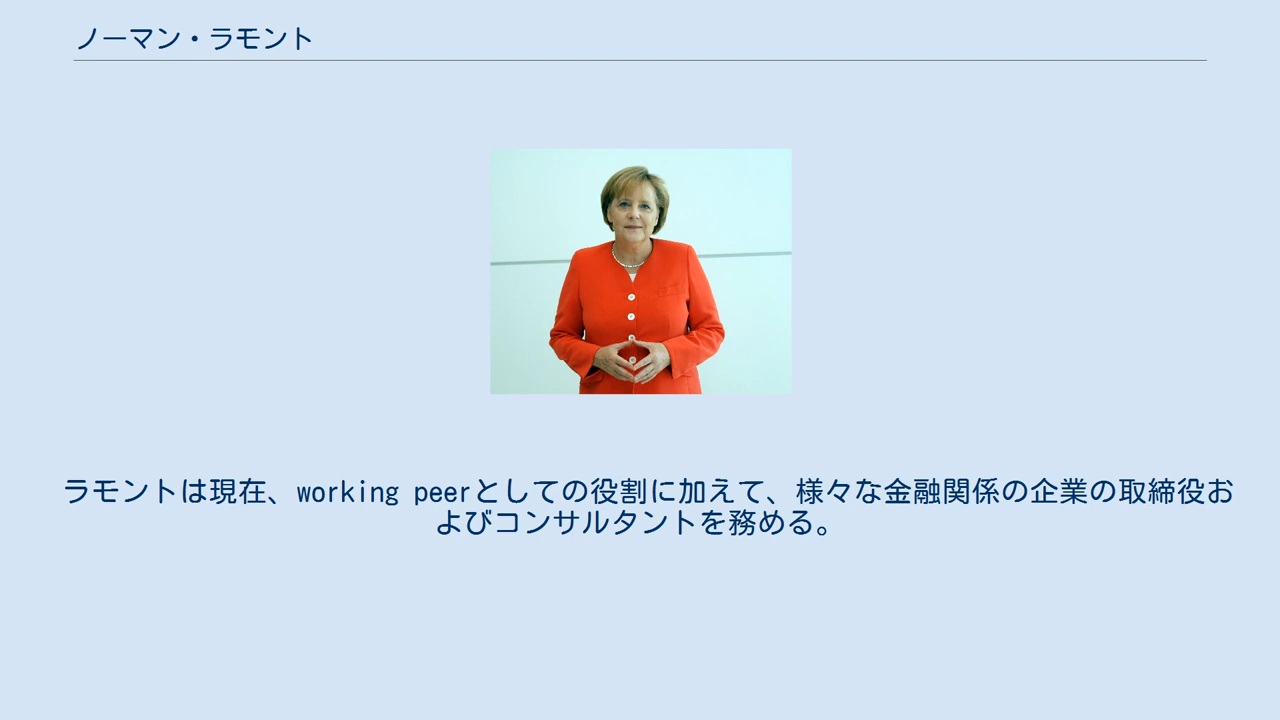 ノーマン・ラモント
ラモントは現在、working peerとしての役割に加えて、様々な金融関係の企業の取締役お
よびコンサルタントを務める。